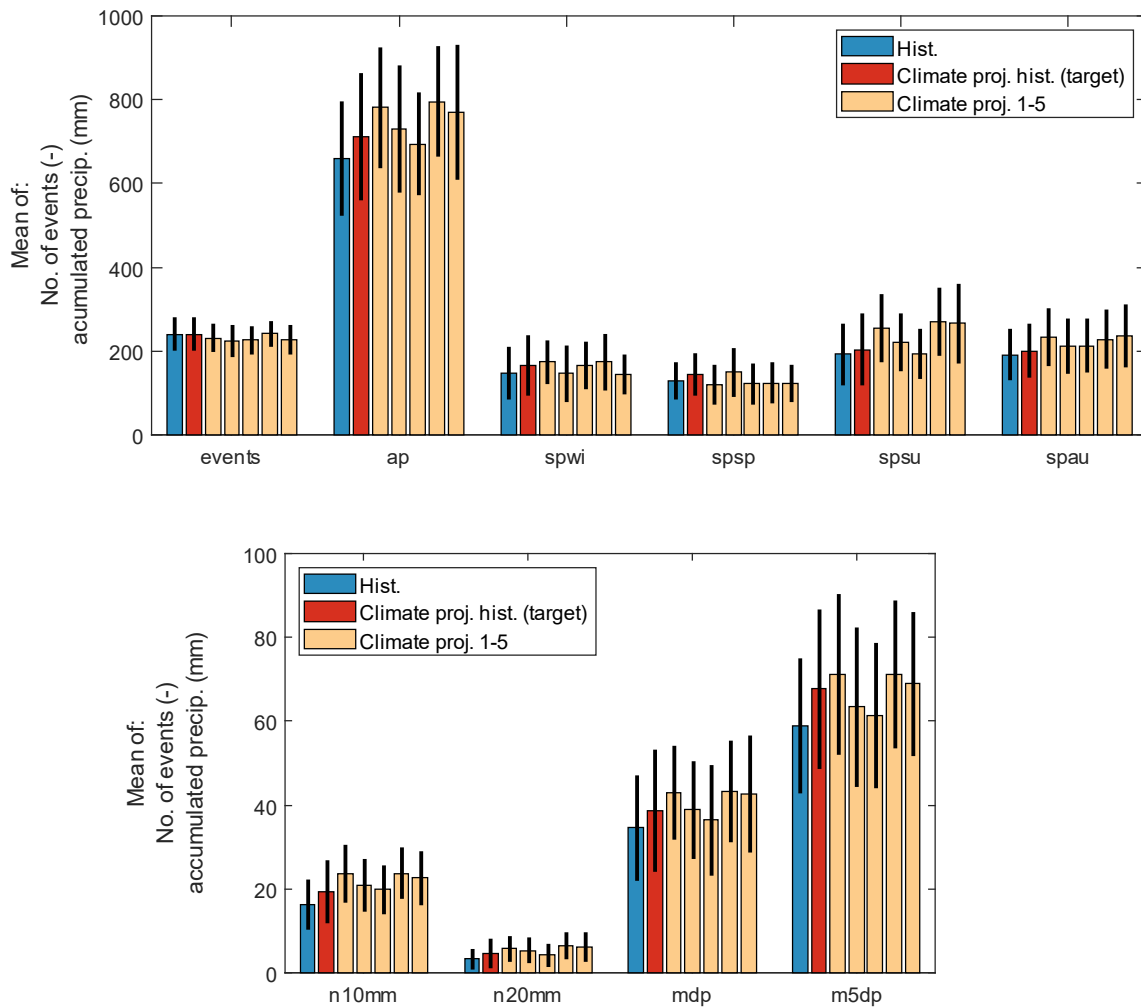 1000
800
600
400
200
0
Mean of:
No. of events (-)
acumulated precip. (mm)
Hist.
Climate proj. hist. (target)
Climate proj. 1-5
events ap spwi spsp spsu spau
100
80
60
40
20
0
Mean of:
No. of events (-)
accumulated precip. (mm)
Hist.
Climate proj. hist. (target)
Climate proj. 1-5
n10mm n20mm mdp m5dp